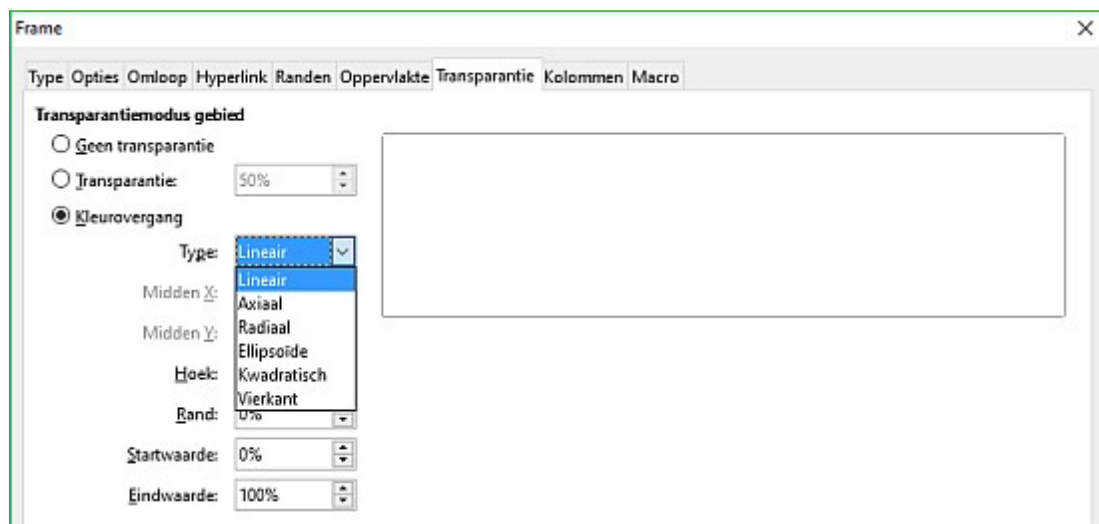 Frame
Type Opties Omloop Hyperlink Randen Oppervlakte Transparantie Kolommen Macro
Transparantiemodus gebied
Geen transparantie
Transparantie: 50%
Kleurovergang
Type: Lineair
Lineair
Midden X:
Axiaal
Radiaal
Midden Y:
Ellipsoïde
Hoek: Kwadratisch
Vierkant
Rand: 0%
Startwaarde: 0%
Eindwaarde: 100%